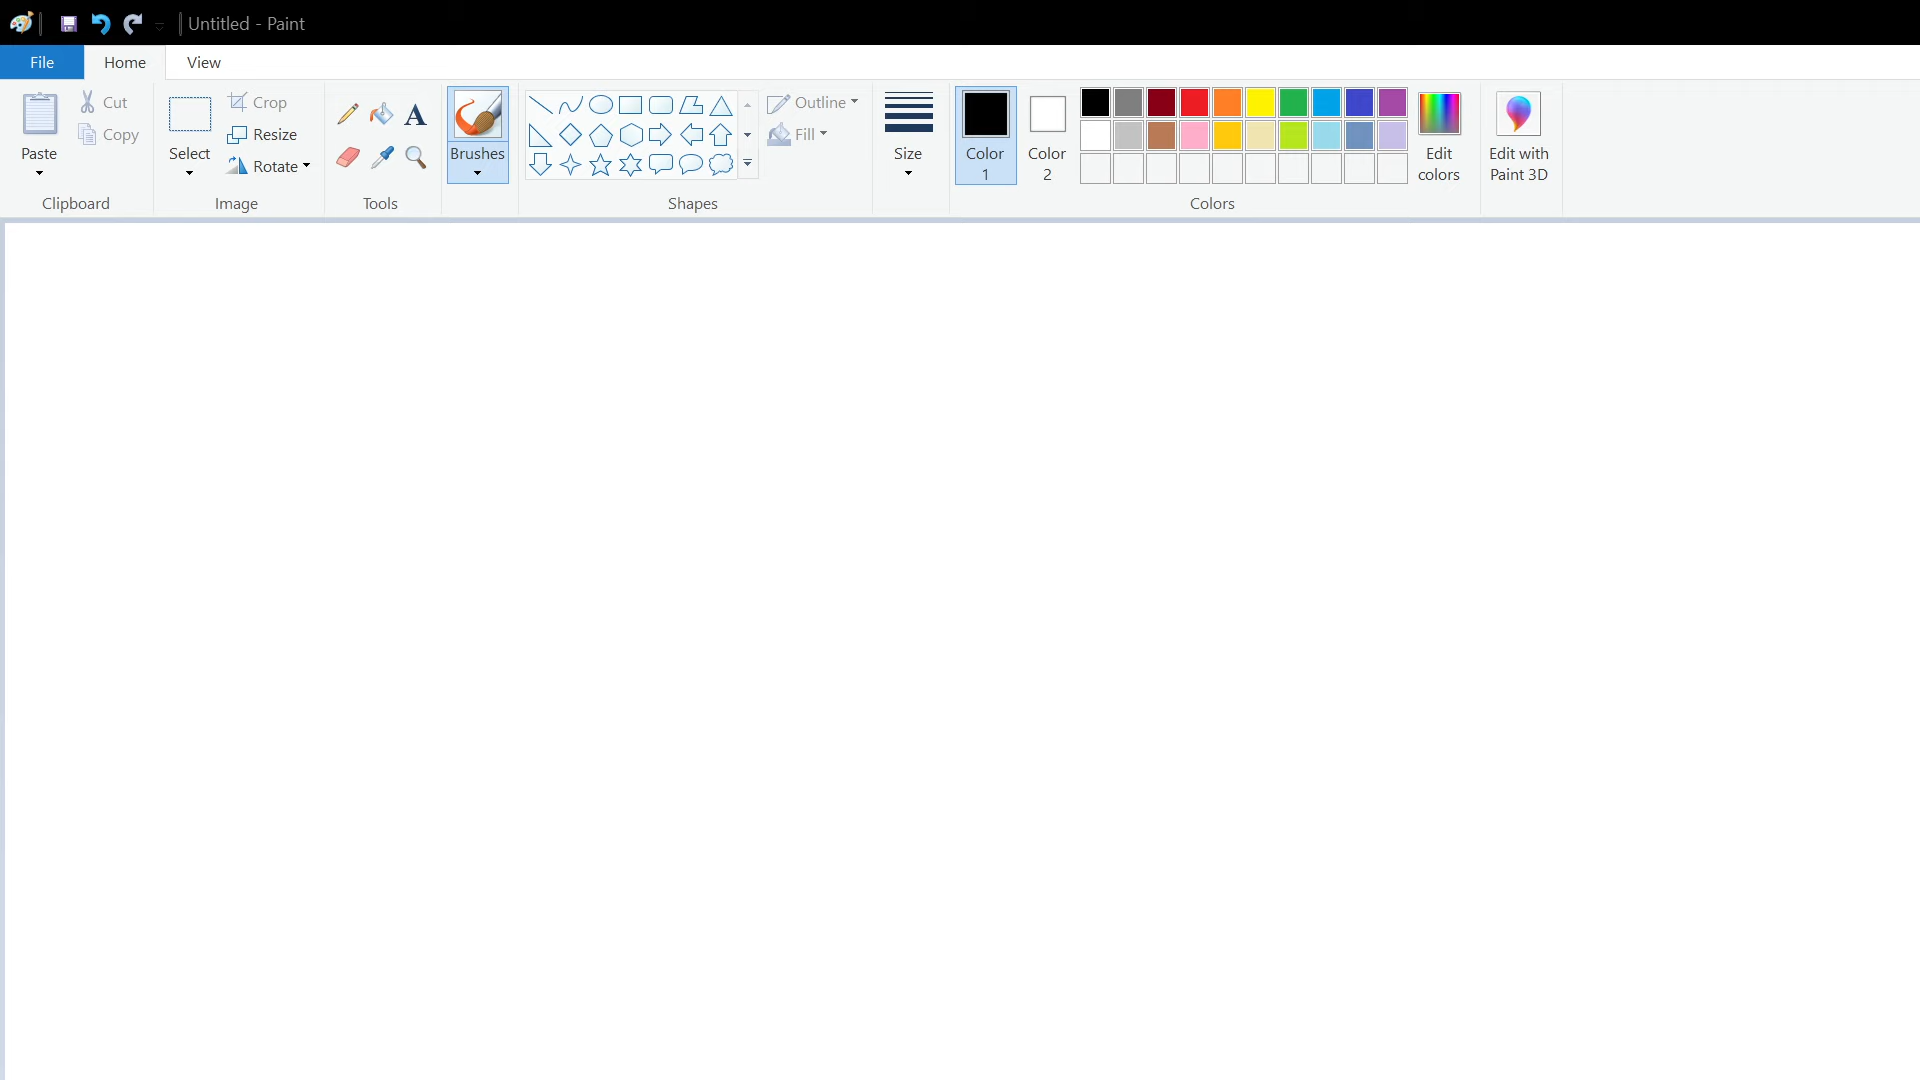 Untitled - Paint
File Home View
Paste
Cut
Copy
Clipboard
Select
Crop
Resize
Rotate
Image
A
Tools
Brushes
Shapes
Outline
Fill
Size
Color
1
Color
2
Colors
Edit
colors
Edit with
Paint 3D